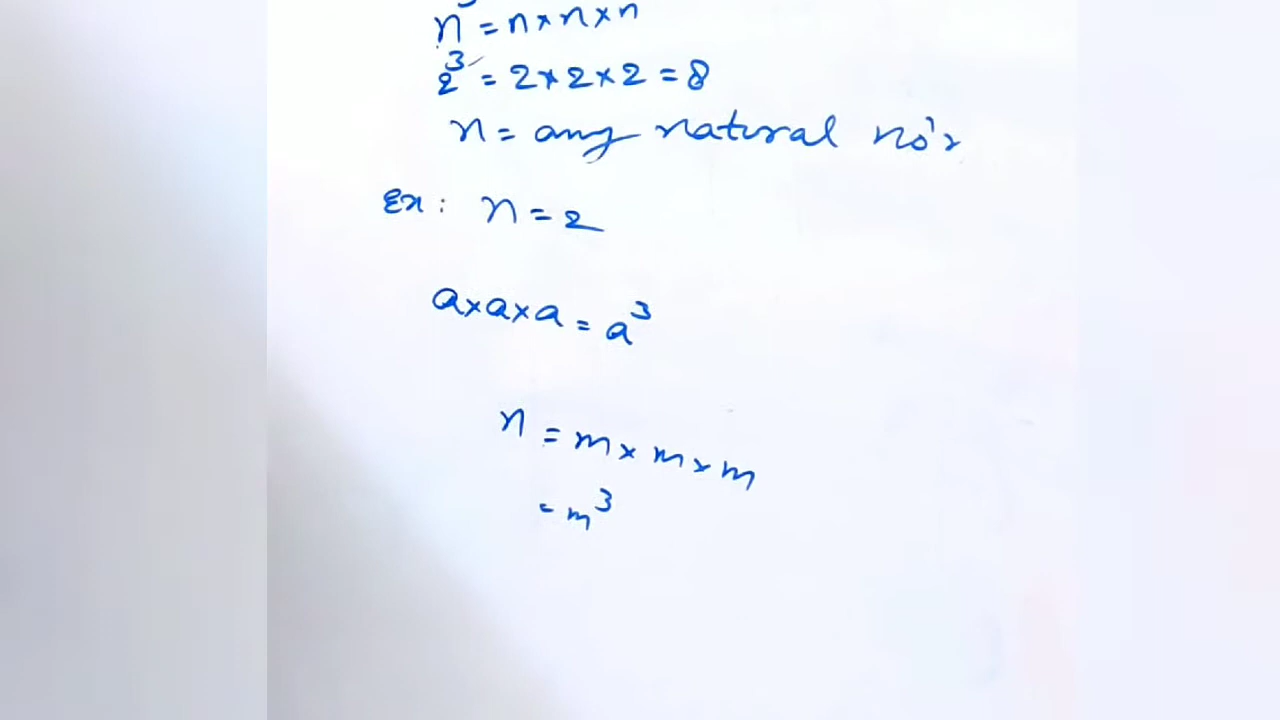 n³ = n × n × n
2³ = 2 × 2 × 2 = 8
n = any natural no's
Ex : n = 2
a × a × a = a³
n = m × m × m
= m³